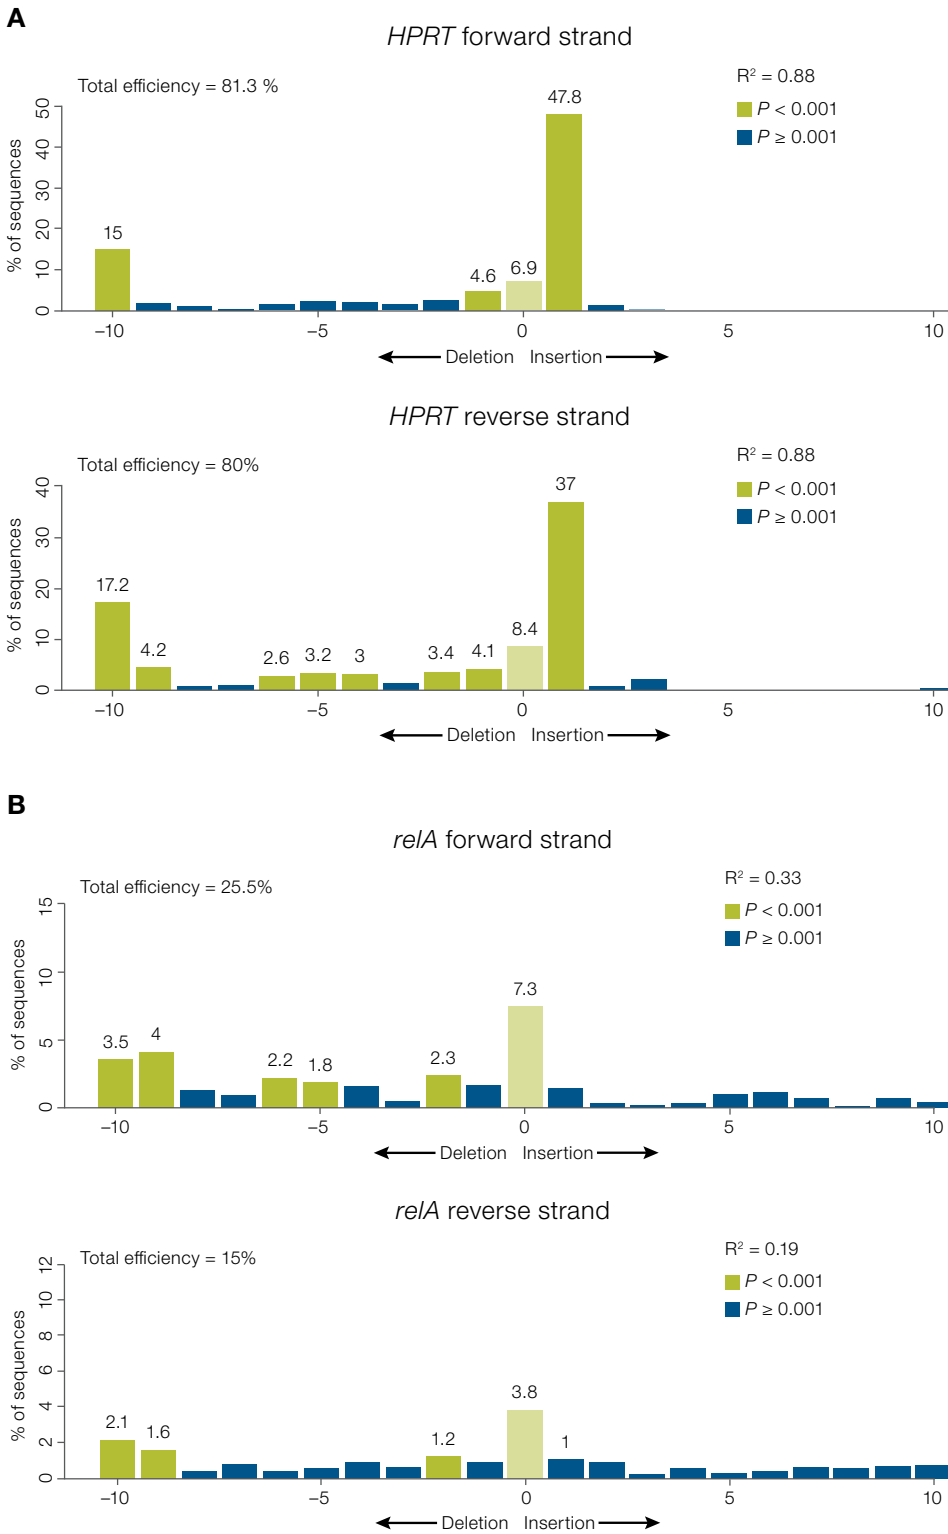 A
HPRT forward strand
Total efficiency = 81.3 %
R² = 0.88
P < 0.001
P ≥ 0.001
% of sequences
50
40
30
20
10
0
15
4.6
6.9
47.8
−10
−5
0
5
10
Deletion Insertion
HPRT reverse strand
Total efficiency = 80%
R² = 0.88
P < 0.001
P ≥ 0.001
% of sequences
40
30
20
10
0
17.2
4.2
2.6
3.2
3
3.4
4.1
8.4
37
−10
−5
0
5
10
Deletion Insertion
B
relA forward strand
Total efficiency = 25.5%
R² = 0.33
P < 0.001
P ≥ 0.001
% of sequences
15
10
5
0
3.5
4
2.2
1.8
2.3
7.3
−10
−5
0
5
10
Deletion Insertion
relA reverse strand
Total efficiency = 15%
R² = 0.19
P < 0.001
P ≥ 0.001
% of sequences
12
10
8
6
4
2
0
2.1
1.6
1.2
3.8
1
−10
−5
0
5
10
Deletion Insertion